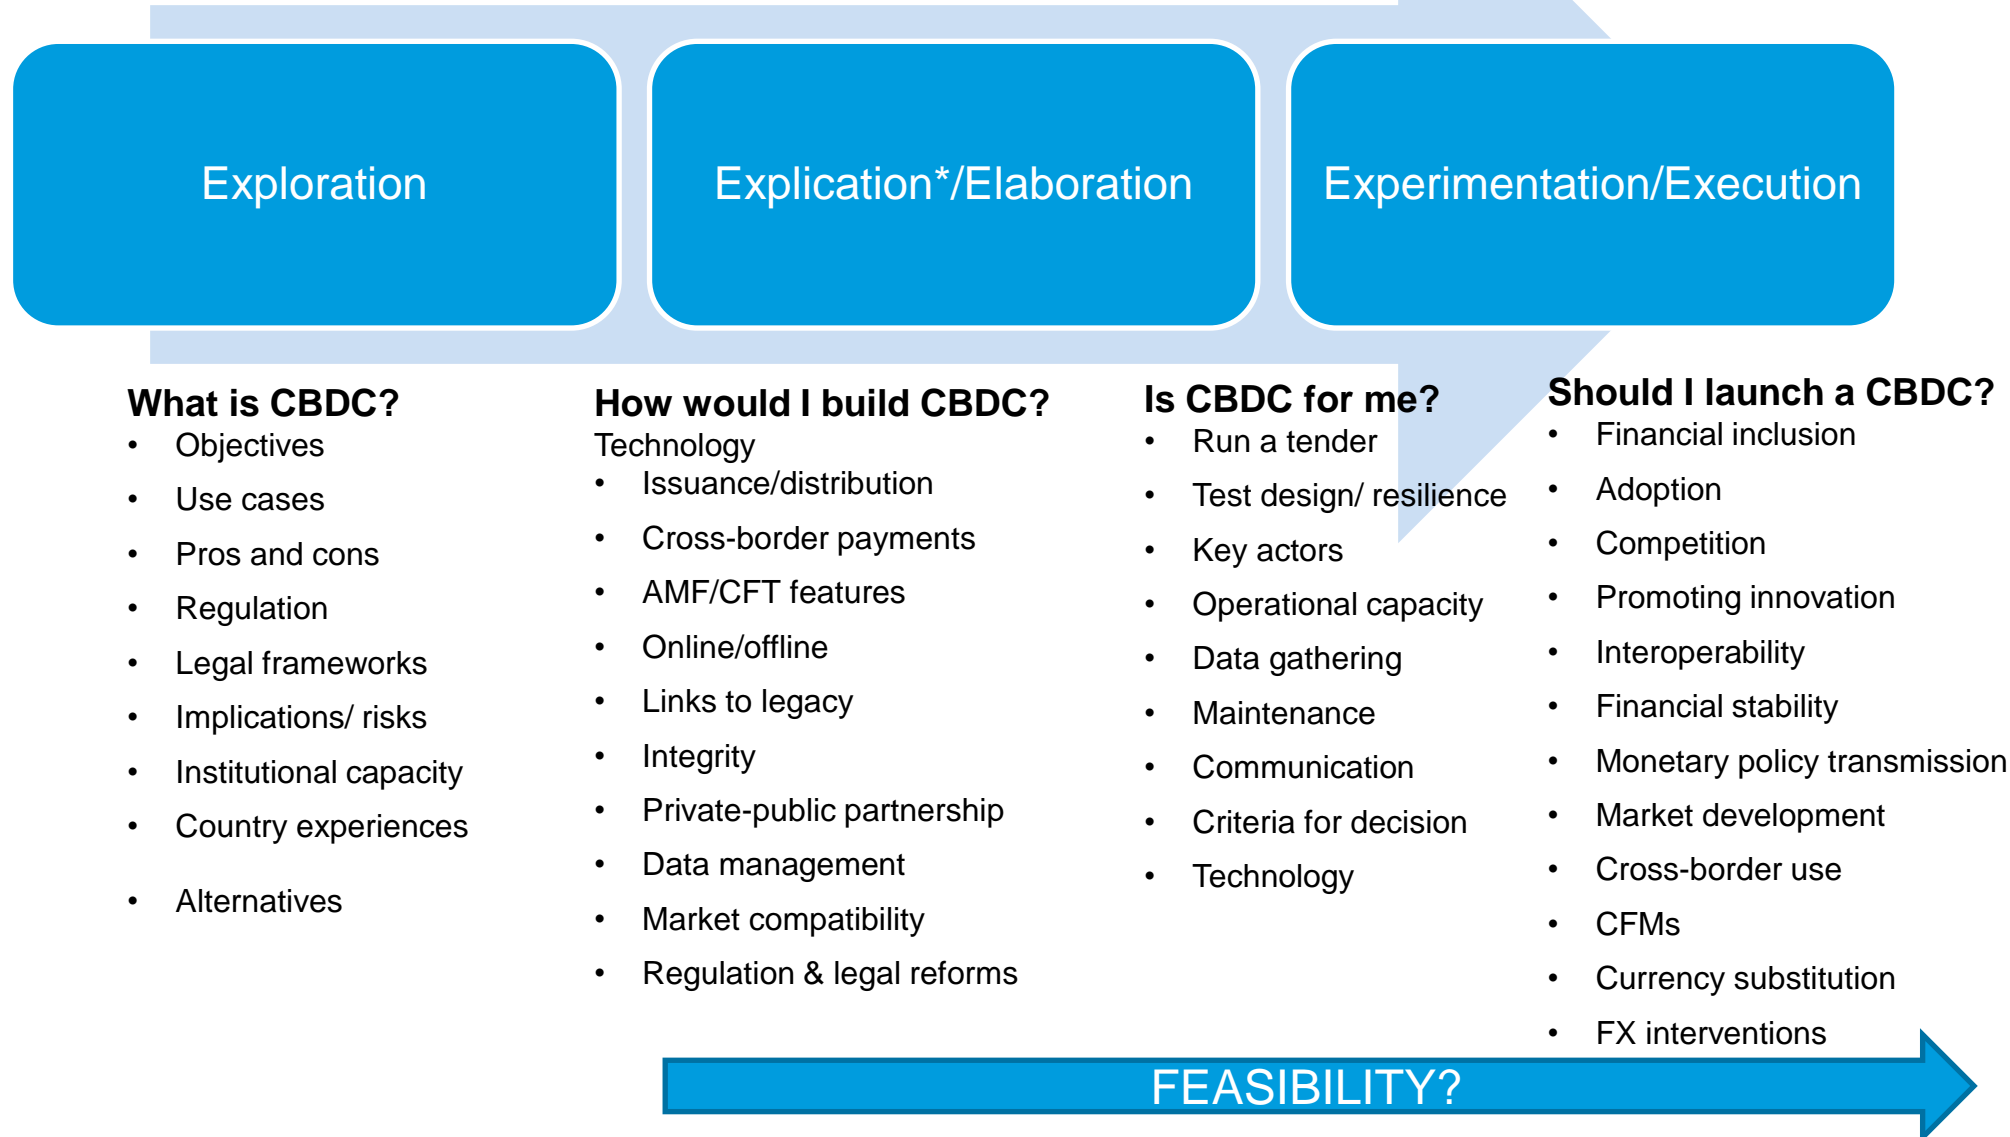 Exploration
Explication*/Elaboration
Experimentation/Execution
What is CBDC?
• Objectives
• Use cases
• Pros and cons
• Regulation
• Legal frameworks
• Implications/ risks
• Institutional capacity
• Country experiences
• Alternatives
How would I build CBDC?
Technology
• Issuance/distribution
• Cross-border payments
• AMF/CFT features
• Online/offline
• Links to legacy
• Integrity
• Private-public partnership
• Data management
• Market compatibility
• Regulation & legal reforms
Is CBDC for me?
• Run a tender
• Test design/ resilience
• Key actors
• Operational capacity
• Data gathering
• Maintenance
• Communication
• Criteria for decision
• Technology
Should I launch a CBDC?
• Financial inclusion
• Adoption
• Competition
• Promoting innovation
• Interoperability
• Financial stability
• Monetary policy transmission
• Market development
• Cross-border use
• CFMs
• Currency substitution
• FX interventions
FEASIBILITY?